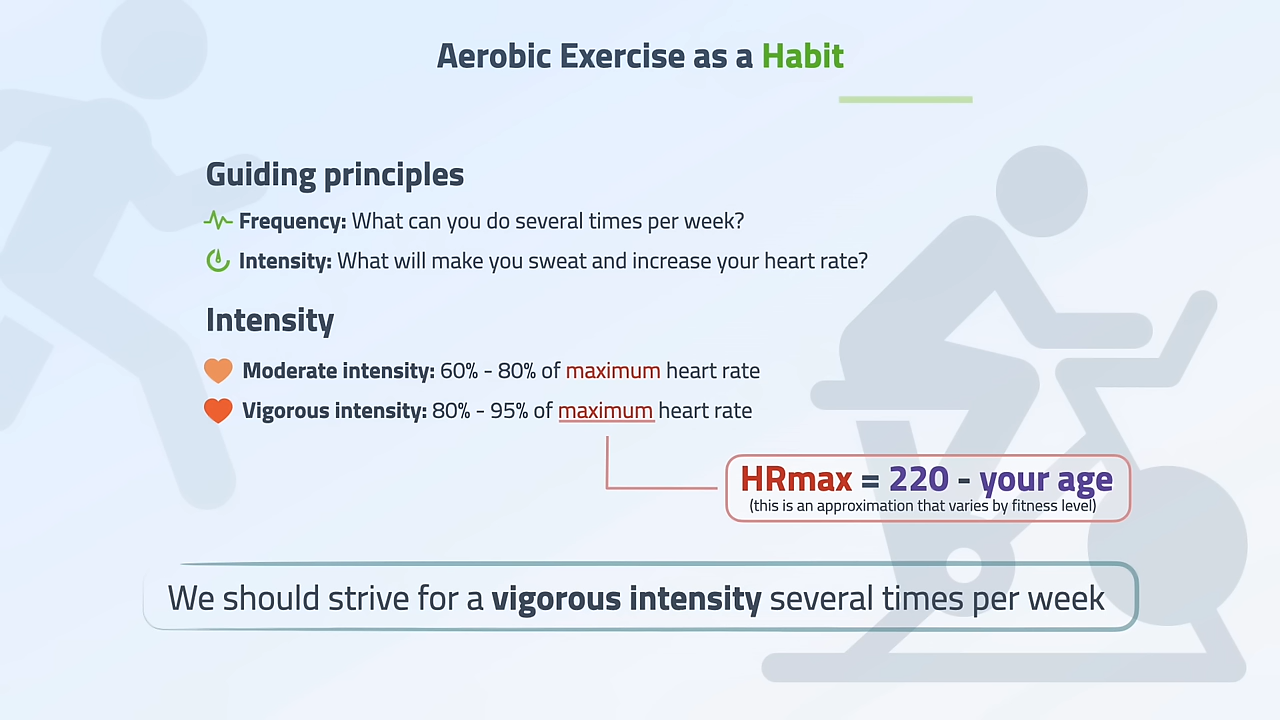 Aerobic Exercise as a Habit
Guiding principles
Frequency: What can you do several times per week?
Intensity: What will make you sweat and increase your heart rate?
Intensity
Moderate intensity: 60% - 80% of maximum heart rate
Vigorous intensity: 80% - 95% of maximum heart rate
HRmax = 220 - your age
(this is an approximation that varies by fitness level)
We should strive for a vigorous intensity several times per week